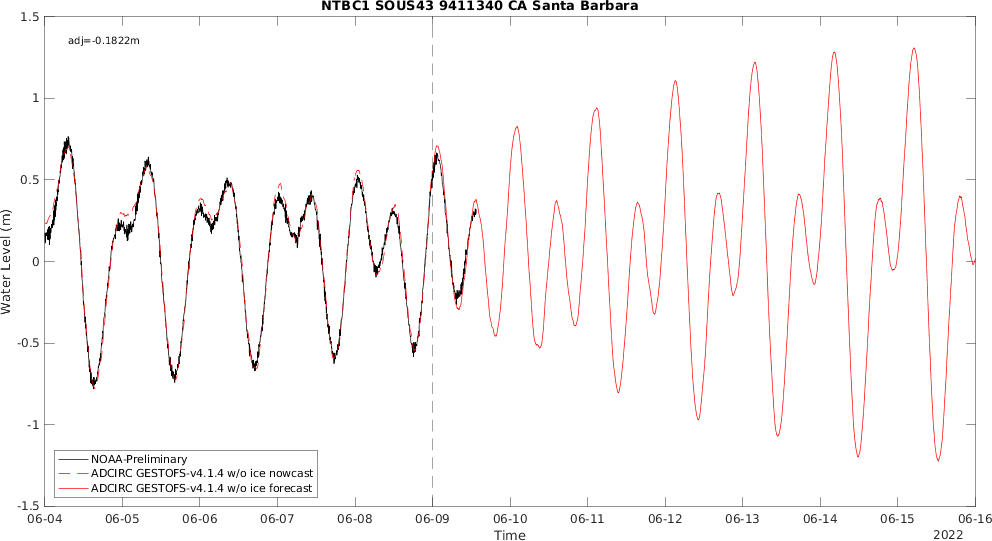 NTBC1 SOUS43 9411340 CA Santa Barbara
adj=-0.1822m
1.5
1
0.5
0
-0.5
-1
-1.5
Water Level (m)
NOAA-Preliminary
ADCIRC GESTOFS-v4.1.4 w/o ice nowcast
ADCIRC GESTOFS-v4.1.4 w/o ice forecast
06-04 06-05 06-06 06-07 06-08 06-09 06-10 06-11 06-12 06-13 06-14 06-15 06-16
Time
2022